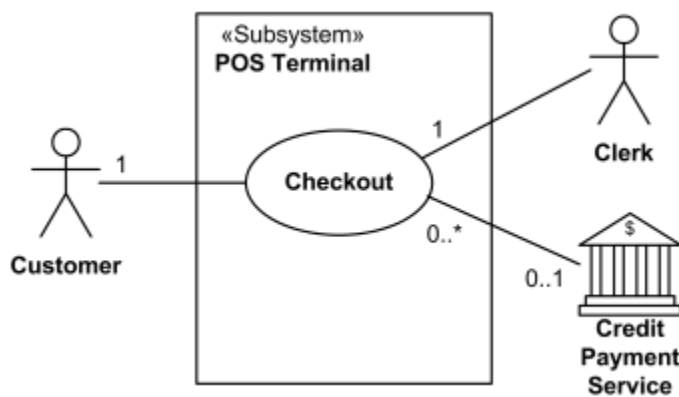 «Subsystem»
POS Terminal
1
Checkout
1
0..*
0..1
Customer
Clerk
$
Credit
Payment
Service